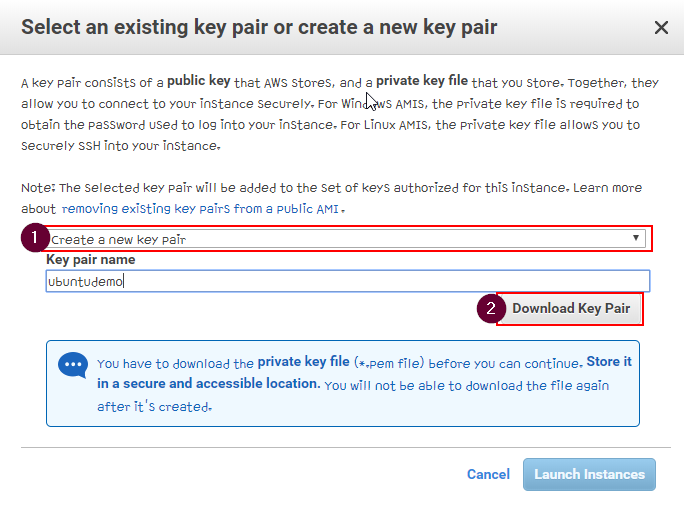 Select an existing key pair or create a new key pair
A key pair consists of a public key that AWS stores, and a private key file that you store. Together, they
allow you to connect to your instance securely. For Windows AMIs, the private key file is required to
obtain the password used to log into your instance. For Linux AMIs, the private key file allows you to
securely SSH into your instance.
Note: The selected key pair will be added to the set of keys authorized for this instance. Learn more
about removing existing key pairs from a public AMI .
1 Create a new key pair
Key pair name
ubuntudemo
2 Download Key Pair
You have to download the private key file (*.pem file) before you can continue. Store it
in a secure and accessible location. You will not be able to download the file again
after it's created.
Cancel Launch Instances